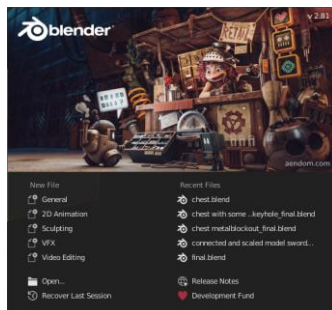 blender
v 2.81
aendom.com
New File
General
2D Animation
Sculpting
VFX
Video Editing
Open...
Recover Last Session
Recent Files
chest.blend
chest with some ..keyhole_final.blend
chest metalblockout_final.blend
connected and scaled model sword...
final.blend
Release Notes
Development Fund